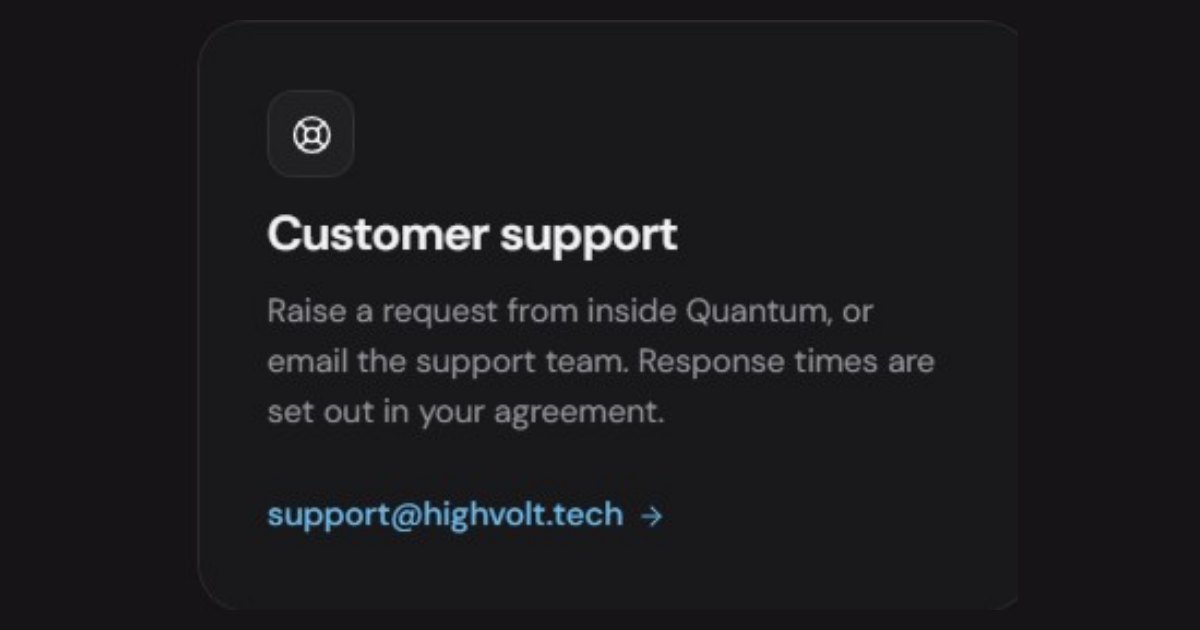 Customer support
Raise a request from inside Quantum, or
email the support team. Response times are
set out in your agreement.
support@highvolt.tech →